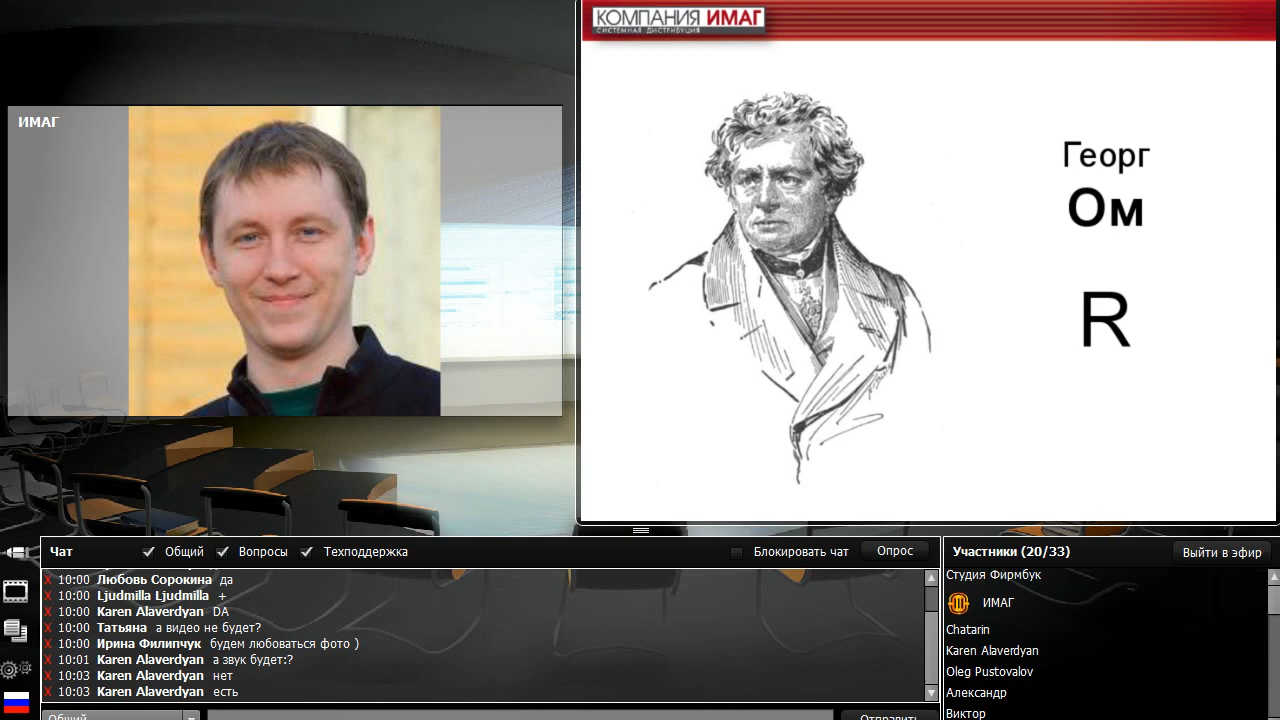 КОМПАНИЯ ИМАГ
СИСТЕМНАЯ ДИСТРИБУЦИЯ
ИМАГ
Георг
Ом
R
Чат
Общий
Вопросы
Техподдержка
Блокировать чат
Опрос
X 10:00 Любовь Сорокина да
X 10:00 Ljudmilla Ljudmilla +
X 10:00 Karen Alaverdyan DA
X 10:00 Татьяна а видео не будет?
X 10:00 Ирина Филипчук будем любоваться фото )
X 10:01 Karen Alaverdyan а звук будет:?
X 10:03 Karen Alaverdyan нет
X 10:03 Karen Alaverdyan есть
Общий
Отправить
Участники (20/33)
Выйти в эфир
Студия Фирмбук
ИМАГ
Chatarin
Karen Alaverdyan
Oleg Pustovalov
Александр
Виктор